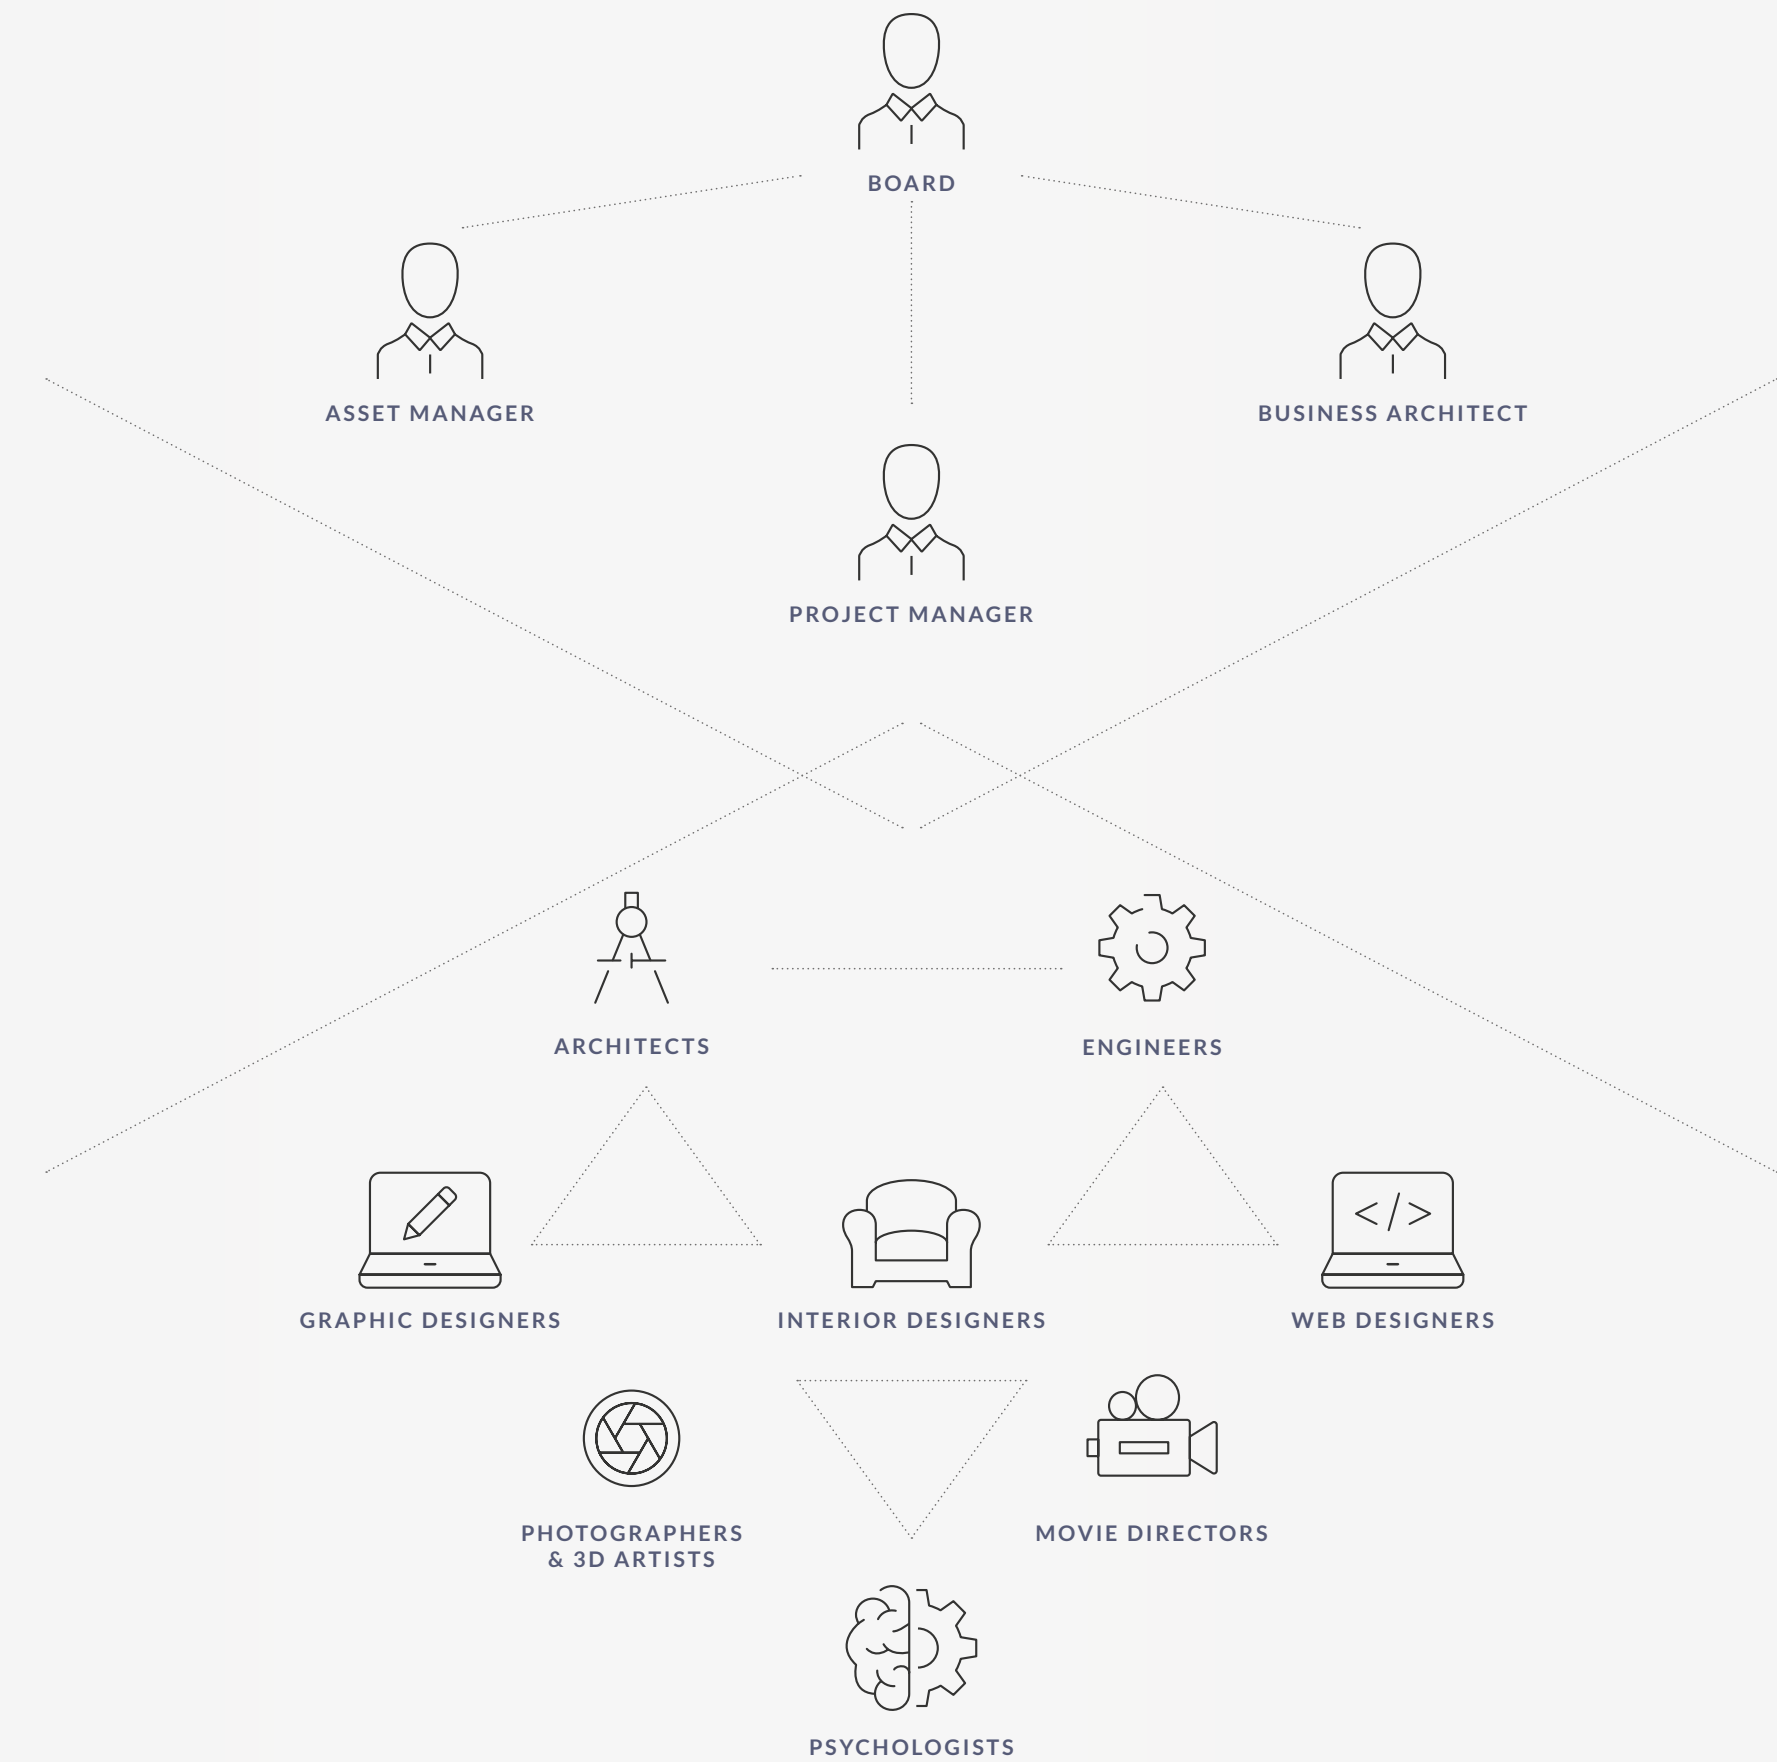 BOARD
ASSET MANAGER
BUSINESS ARCHITECT
PROJECT MANAGER
ARCHITECTS
ENGINEERS
GRAPHIC DESIGNERS
INTERIOR DESIGNERS
WEB DESIGNERS
PHOTOGRAPHERS
& 3D ARTISTS
MOVIE DIRECTORS
PSYCHOLOGISTS